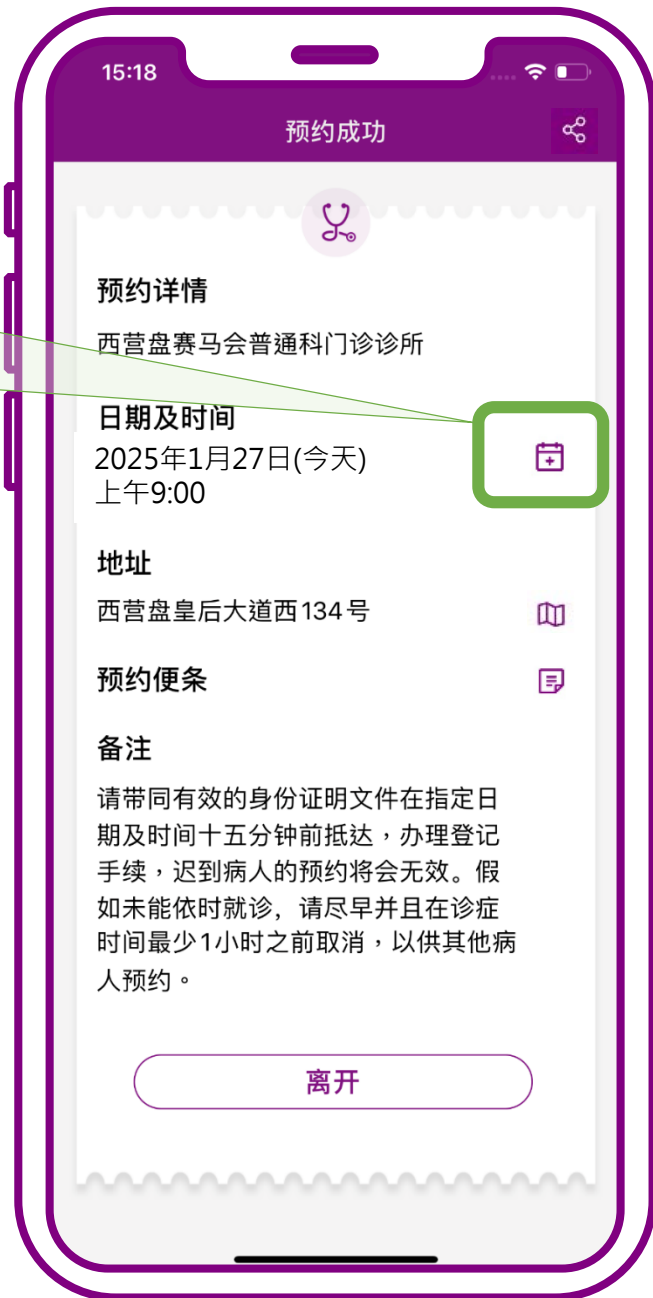 15:18
预约成功
预约详情
西营盘赛马会普通科门诊诊所
日期及时间
2025年1月27日(今天)
上午9:00
地址
西营盘皇后大道西134号
预约便条
备注
请带同有效的身份证明文件在指定日
期及时间十五分钟前抵达，办理登记
手续，迟到病人的预约将会无效。假
如未能依时就诊，请尽早并且在诊症
时间最少1小时之前取消，以供其他病
人预约。
离开